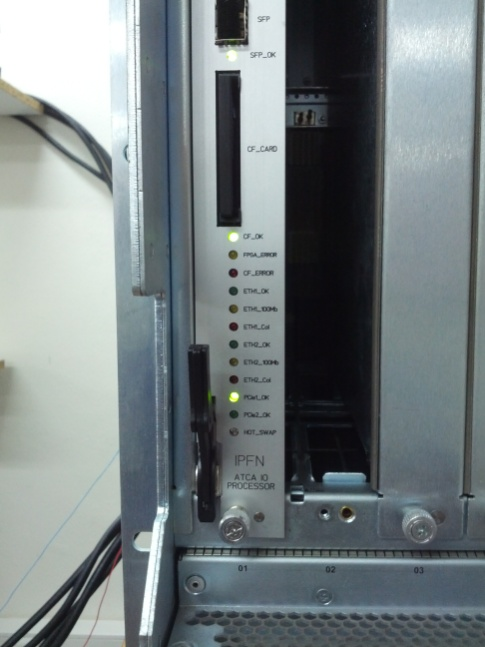 SFP
SFP_OK
CF_CARD
CF_OK
FPGA_ERROR
CF_ERROR
ETH1_OK
ETH1_100Mb
ETH1_Col
ETH2_OK
ETH2_100Mb
ETH2_Col
PCIe1_OK
PCIe2_OK
HOT_SWAP
IPFN
ATCA IO
PROCESSOR
01 02 03